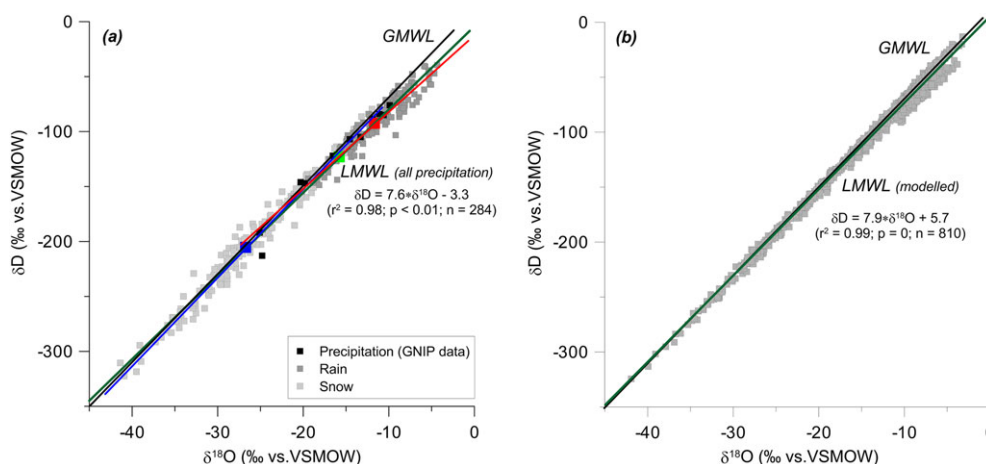 (a)
GMWL
LMWL (all precipitation)
δD = 7.6*δ¹⁸O - 3.3
(r² = 0.98; p < 0.01; n = 284)
Precipitation (GNIP data)
Rain
Snow
0
-100
-200
-300
δD (‰ vs.VSMOW)
-40
-30
-20
-10
0
δ¹⁸O (‰ vs.VSMOW)
(b)
GMWL
LMWL (modelled)
δD = 7.9*δ¹⁸O + 5.7
(r² = 0.99; p = 0; n = 810)
0
-100
-200
-300
δD (‰ vs.VSMOW)
-40
-30
-20
-10
0
δ¹⁸O (‰ vs.VSMOW)